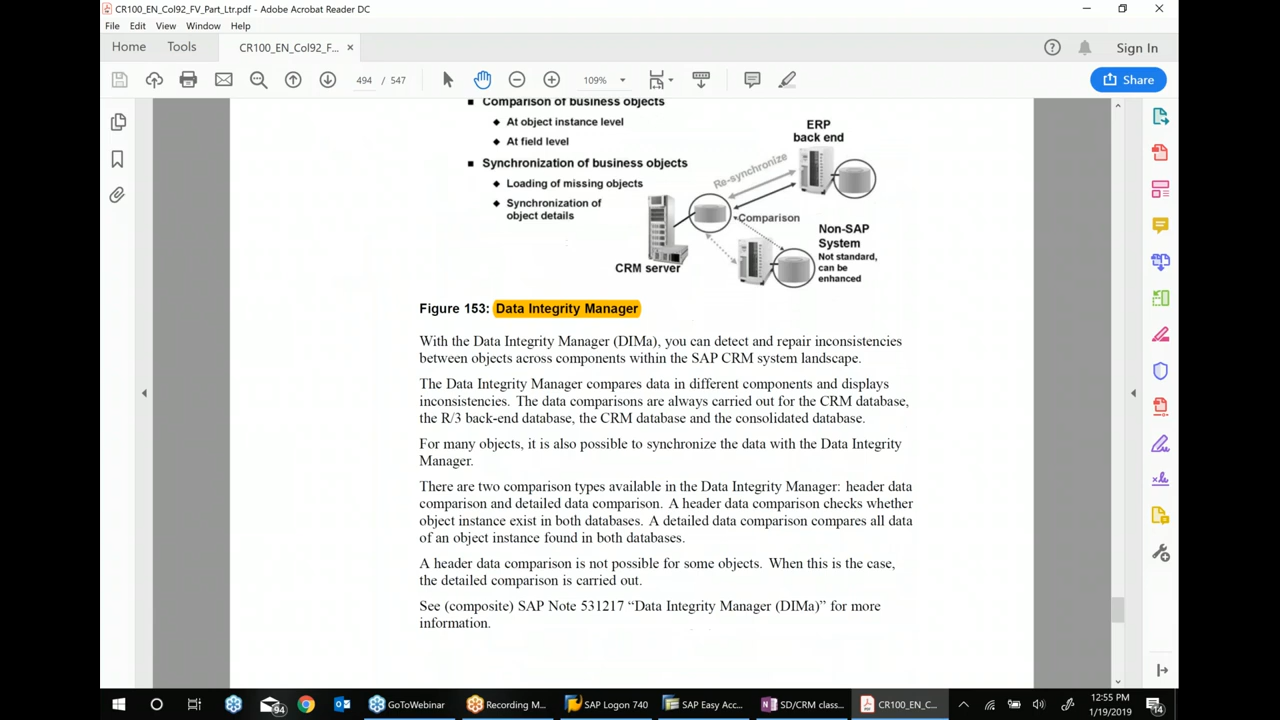 CR100_EN_Col92_FV_Part_Ltr.pdf - Adobe Acrobat Reader DC
File Edit View Window Help
Home Tools CR100_EN_Col92_F... × Sign In
494 / 547 109% Share
■ Comparison of business objects
◆ At object instance level
◆ At field level
■ Synchronization of business objects
◆ Loading of missing objects
◆ Synchronization of
object details
ERP
back end
Re-synchronize
Comparison
CRM server
Non-SAP
System
Not standard,
can be
enhanced
Figure 153: Data Integrity Manager
With the Data Integrity Manager (DIMa), you can detect and repair inconsistencies
between objects across components within the SAP CRM system landscape.
The Data Integrity Manager compares data in different components and displays
inconsistencies. The data comparisons are always carried out for the CRM database,
the R/3 back-end database, the CRM database and the consolidated database.
For many objects, it is also possible to synchronize the data with the Data Integrity
Manager.
There are two comparison types available in the Data Integrity Manager: header data
comparison and detailed data comparison. A header data comparison checks whether
object instance exist in both databases. A detailed data comparison compares all data
of an object instance found in both databases.
A header data comparison is not possible for some objects. When this is the case,
the detailed comparison is carried out.
See (composite) SAP Note 531217 “Data Integrity Manager (DIMa)” for more
information.
94 GoToWebinar Recording M... SAP Logon 740 SAP Easy Acc... SD/CRM class... CR100_EN_C... 12:55 PM
1/19/2019 14